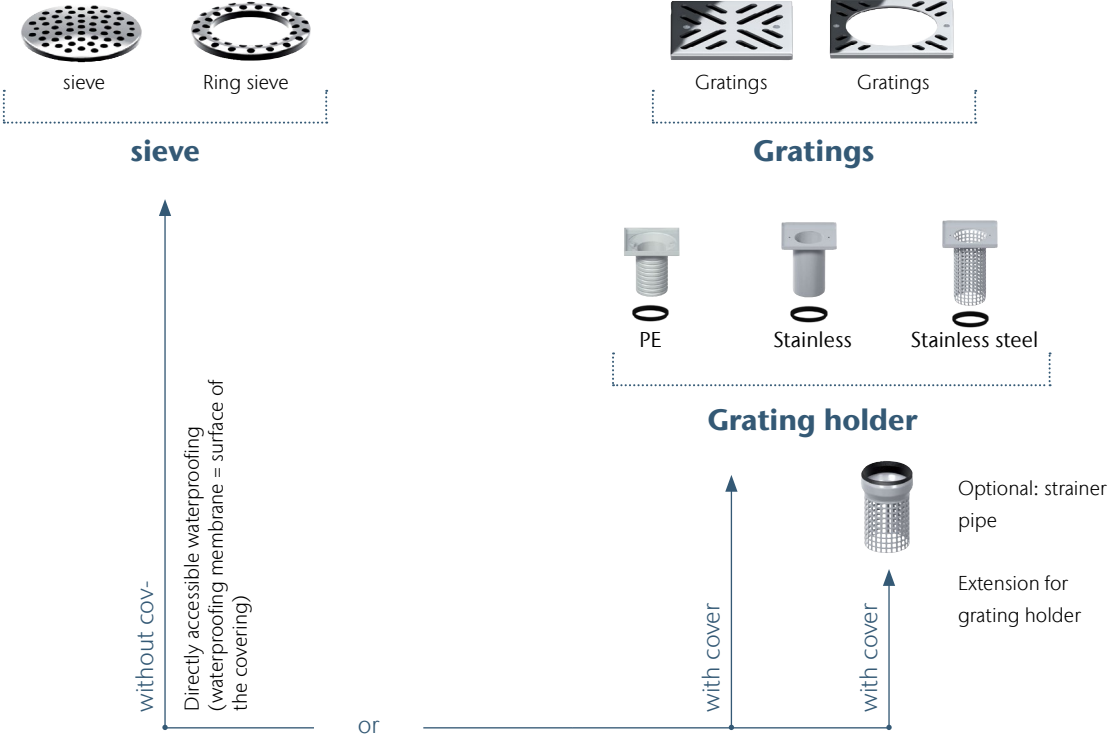 sieve
Ring sieve
Gratings
Gratings
sieve
Gratings
PE
Stainless
Stainless steel
Grating holder
Optional: strainer
pipe
Extension for
grating holder
without cov-
Directly accessible waterproofing
(waterproofing membrane = surface of
the covering)
with cover
with cover
or